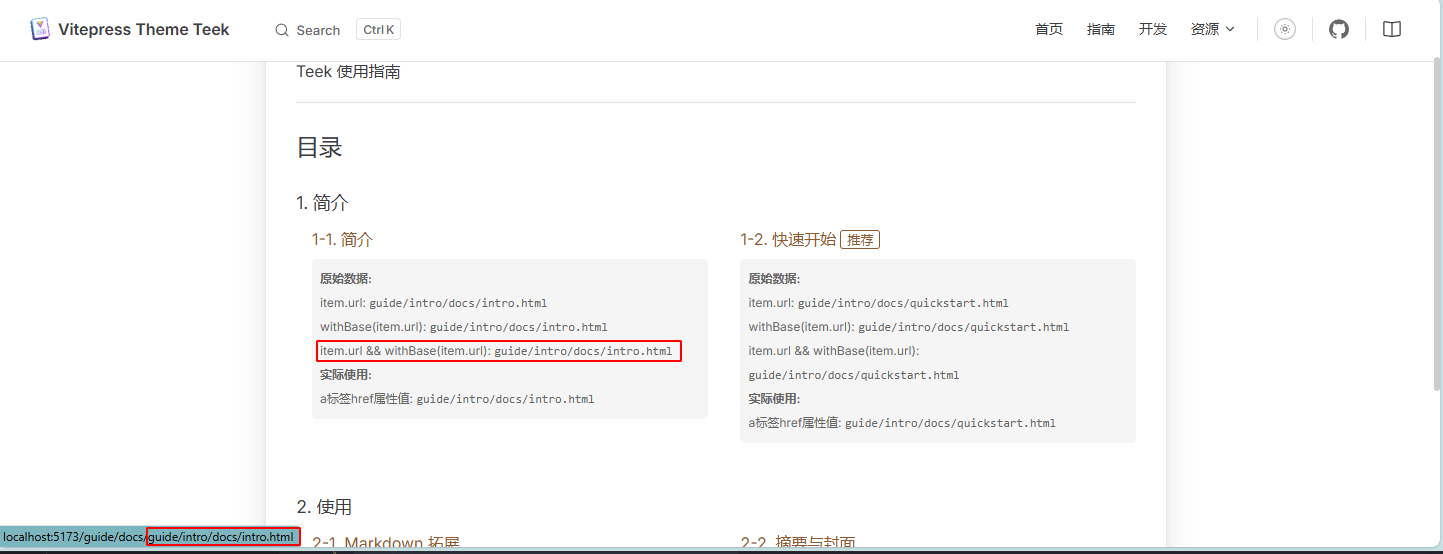 Vitepress Theme Teek
Search
Ctrl K
首页
指南
开发
资源
Teek 使用指南
目录
1. 简介
1-1. 简介
原始数据:
item.url: guide/intro/docs/intro.html
withBase(item.url): guide/intro/docs/intro.html
item.url && withBase(item.url): guide/intro/docs/intro.html
实际使用:
a标签href属性值: guide/intro/docs/intro.html
1-2. 快速开始 推荐
原始数据:
item.url: guide/intro/docs/quickstart.html
withBase(item.url): guide/intro/docs/quickstart.html
item.url && withBase(item.url):
guide/intro/docs/quickstart.html
实际使用:
a标签href属性值: guide/intro/docs/quickstart.html
2. 使用
2-1. Markdown 拓展
2-2. 摘要与封面
localhost:5173/guide/docs/guide/intro/docs/intro.html